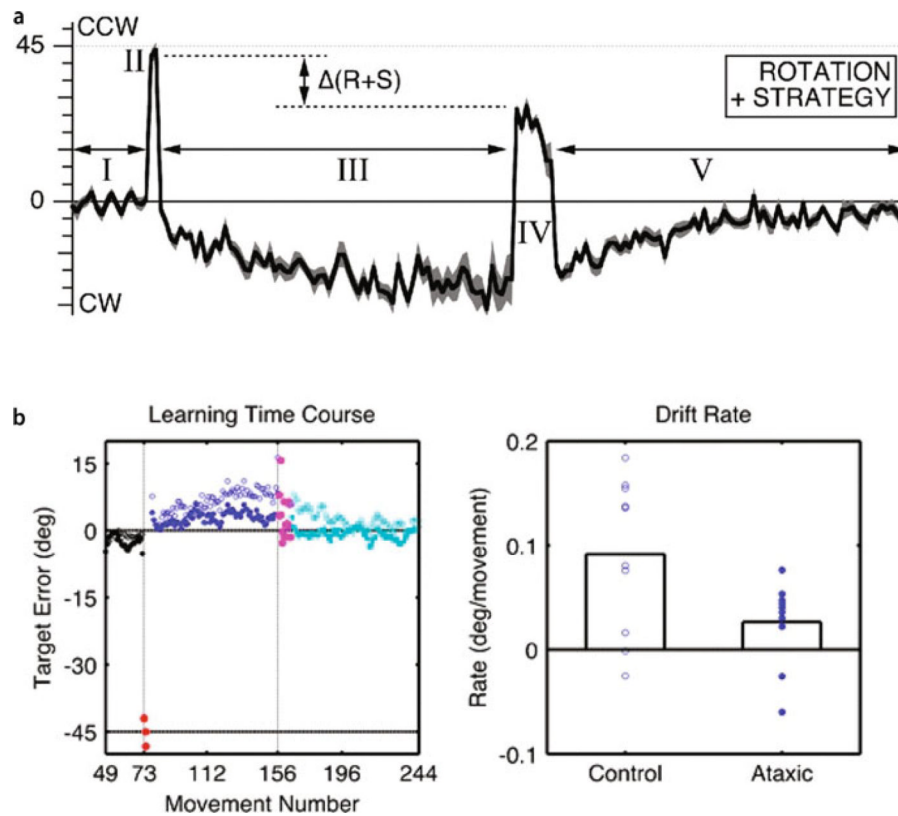 a
CCW
45
II
Δ(R+S)
ROTATION
+ STRATEGY
I
III
V
0
IV
CW
b
Learning Time Course
Target Error (deg)
15
0
-15
-30
-45
49 73 112 156 196 244
Movement Number
Drift Rate
Rate (deg/movement)
0.2
0.1
0
-0.1
Control Ataxic